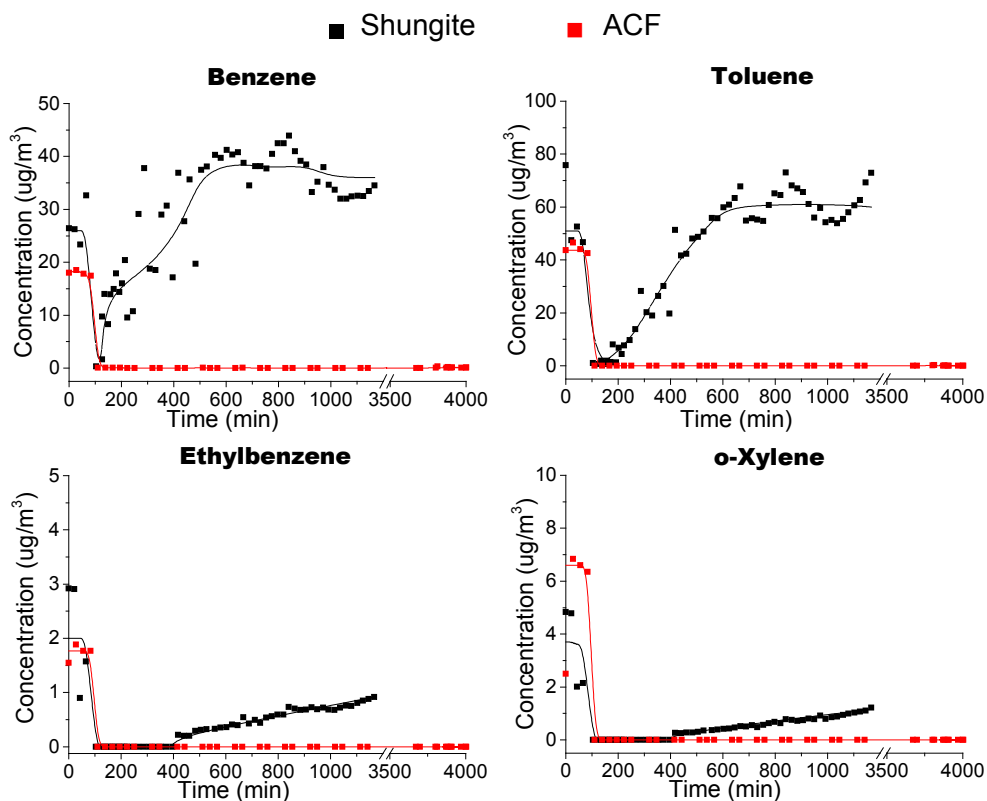 Shungite ACF
Benzene
Concentration (ug/m³)
50
40
30
20
10
0
0 200 400 600 800 1000 3500 4000
Time (min)
Toluene
Concentration (ug/m³)
100
80
60
40
20
0
0 200 400 600 800 1000 3500 4000
Time (min)
Ethylbenzene
Concentration (ug/m³)
5
4
3
2
1
0
0 200 400 600 800 1000 3500 4000
Time (min)
o-Xylene
Concentration (ug/m³)
10
8
6
4
2
0
0 200 400 600 800 1000 3500 4000
Time (min)